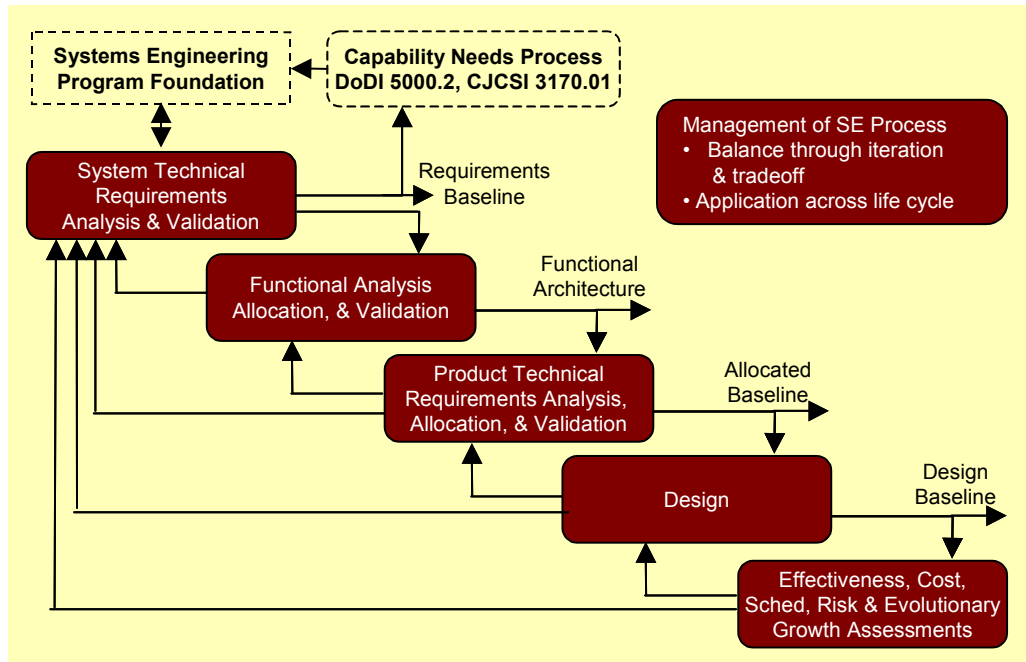 Systems Engineering
Program Foundation
Capability Needs Process
DoDI 5000.2, CJCSI 3170.01
Management of SE Process
• Balance through iteration
& tradeoff
• Application across life cycle
System Technical
Requirements
Analysis & Validation
Requirements
Baseline
Functional Analysis
Allocation, & Validation
Functional
Architecture
Product Technical
Requirements Analysis,
Allocation, & Validation
Allocated
Baseline
Design
Design
Baseline
Effectiveness, Cost,
Sched, Risk & Evolutionary
Growth Assessments